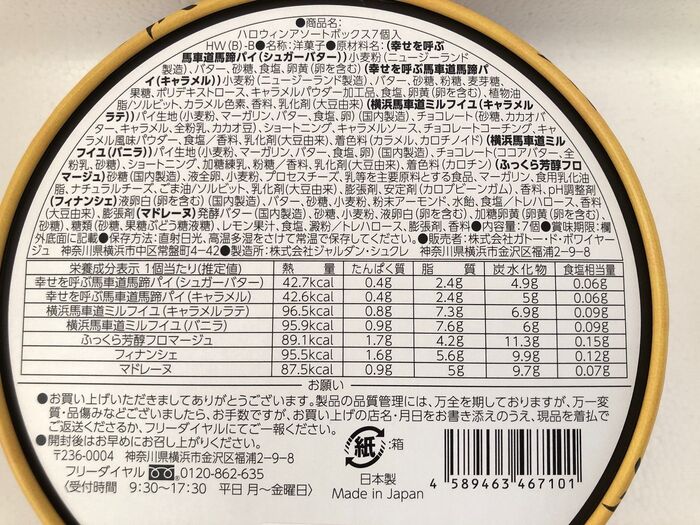 ●商品名:
ハロウィンアソートボックス7個入
HW(B)-B●名称:洋菓子●原材料名:(幸せを呼ぶ
馬車道馬蹄パイ(シュガーバター))小麦粉(ニュージーランド
製造)、バター、砂糖、食塩、卵黄(卵を含む)(幸せを呼ぶ馬車道馬蹄パ
イ(キャラメル))小麦粉(ニュージーランド製造)、バター、砂糖、粉糖、麦芽糖、
果糖、ポリデキストロース、キャラメルパウダー加工品、食塩、卵黄(卵を含む)、植物油
脂/ソルビット、カラメル色素、香料、乳化剤(大豆由来)(横浜馬車道ミルフイユ(キャラメル
ラテ))パイ生地(小麦粉、マーガリン、バター、食塩、卵)(国内製造)、チョコレート(砂糖、カカオバ
ター、キャラメル、全粉乳、カカオ豆)、ショートニング、キャラメルソース、チョコレートコーチング、キャ
ラメル風味パウダー、食塩/香料、乳化剤(大豆由来)、着色料(カラメル、カロチノイド)(横浜馬車道ミル
フイユ(バニラ))パイ生地(小麦粉、マーガリン、バター、食塩、卵)(国内製造)、チョコレート(ココアバター、全
粉乳、砂糖)、ショートニング、加糖練乳、粉糖/香料、乳化剤(大豆由来)、着色料(カロチン)(ふっくら芳醇フロ
マージュ)砂糖(国内製造)、液全卵、小麦粉、プロセスチーズ、乳等を主要原料とする食品、マーガリン、食用乳化油
脂、ナチュラルチーズ、ごま油/ソルビット、乳化剤(大豆由来)、膨張剤、安定剤(カロブビーンガム)、香料、pH調整剤
(フィナンシェ)液卵白(卵を含む)(国内製造)、バター、砂糖、小麦粉、粉末アーモンド、水飴、食塩/トレハロース、香料
(大豆由来)、膨張剤(マドレーヌ)発酵バター(国内製造)、砂糖、小麦粉、液卵白(卵を含む)、加糖卵黄(卵黄(卵を含む)、
砂糖)、糖類(砂糖、果糖ぶどう糖液糖)、レモン果汁、食塩、澱粉/トレハロース、膨張剤、香料●内容量:7個●賞味期限:欄
外底面に記載●保存方法:直射日光、高温多湿をさけて常温で保存してください。●販売者:株式会社ガトー・ド・ボワイヤー
ジュ 神奈川県横浜市中区常盤町4-42●製造所:株式会社ジャルダン・シュクレ 神奈川県横浜市金沢区福浦2-9-8
栄養成分表示 1個当たり(推定値) 熱量 たんぱく質 脂質 炭水化物 食塩相当量
幸せを呼ぶ馬車道馬蹄パイ(シュガーバター) 42.7kcal 0.4g 2.4g 4.9g 0.06g
幸せを呼ぶ馬車道馬蹄パイ(キャラメル) 42.6kcal 0.4g 2.4g 5g 0.06g
横浜馬車道ミルフイユ(キャラメルラテ) 96.5kcal 0.8g 7.3g 6.9g 0.09g
横浜馬車道ミルフイユ(バニラ) 95.9kcal 0.9g 7.6g 6g 0.09g
ふっくら芳醇フロマージュ 89.1kcal 1.7g 4.2g 11.3g 0.15g
フィナンシェ 95.5kcal 1.6g 5.6g 9.9g 0.12g
マドレーヌ 87.5kcal 0.9g 5g 9.7g 0.07g
お願い
●お買い上げいただきましてありがとうございます。製品の品質管理には、万全を期しておりますが、万一変
質・品傷みなどございましたら、お手数ですが、お買い上げの店名・月日をお書き添えのうえ、現品を着払で
ご返送くださるか、フリーダイヤルにてご一報ください。
●開封後はお早めにお召し上がりください。
〒236-0004 神奈川県横浜市金沢区福浦2-9-8
フリーダイヤル 0120-862-635
〈受付時間 9:30~17:30 平日 月~金曜日〉
紙:箱
日本製
Made in Japan
4 589463 467101